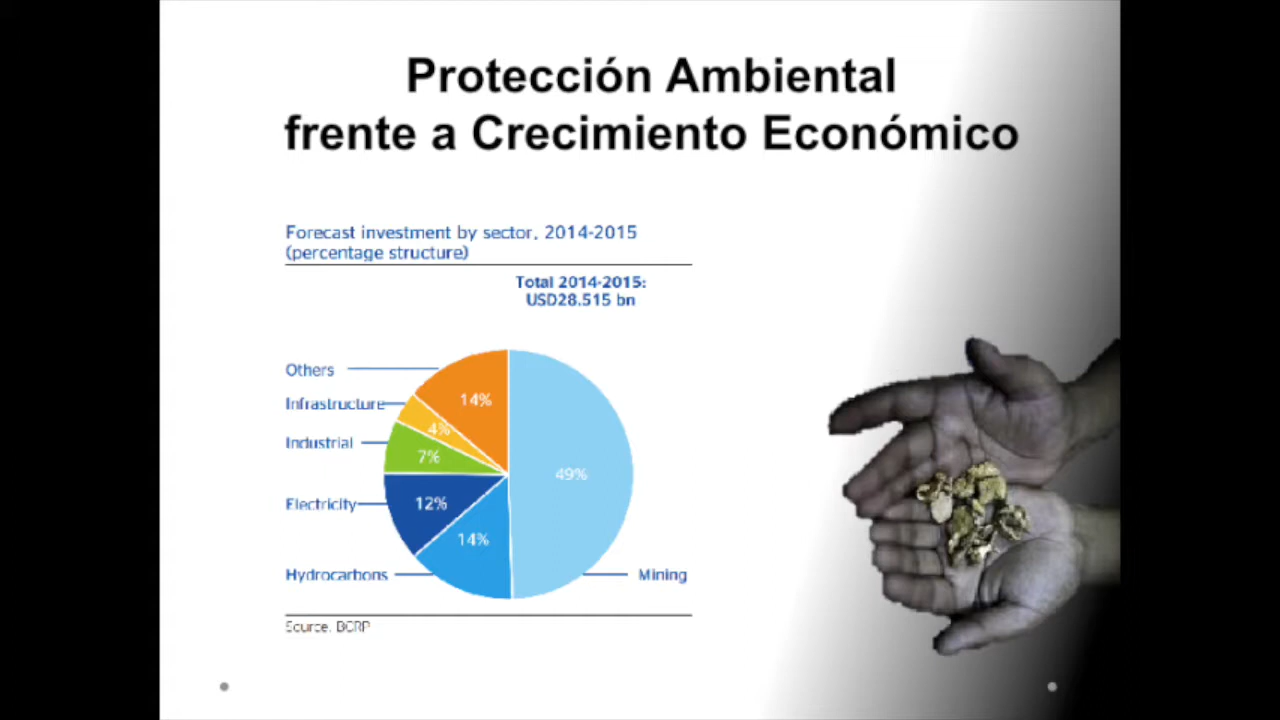 Protección Ambiental
frente a Crecimiento Económico
Forecast investment by sector, 2014-2015
(percentage structure)
Total 2014-2015:
USD28.515 bn
Others
14%
Infrastructure
4%
Industrial
7%
49%
Electricity
12%
14%
Hydrocarbons
Mining
Source. BCRP